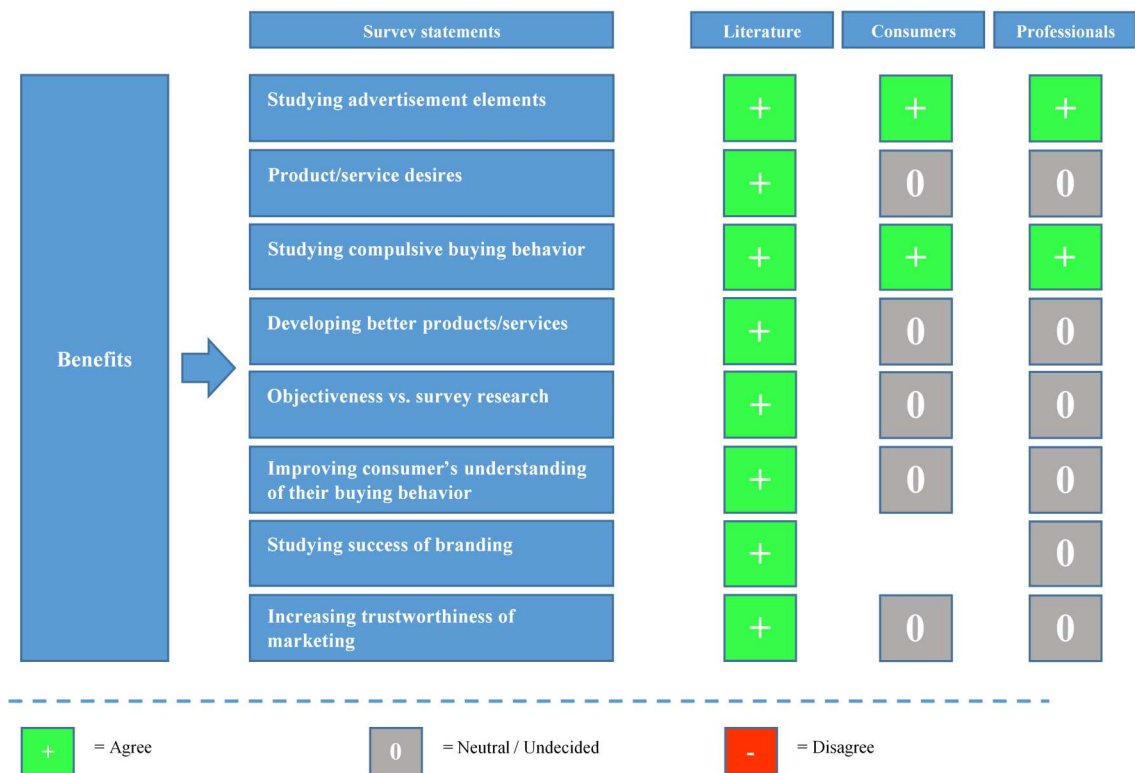 Survev statements Literature Consumers Professionals
Studying advertisement elements + + +
Product/service desires + 0 0
Studying compulsive buying behavior + + +
Developing better products/services + 0 0
Benefits
Objectiveness vs. survey research + 0 0
Improving consumer’s understanding
of their buying behavior + 0 0
Studying success of branding + 0
Increasing trustworthiness of
marketing + 0 0
+ = Agree 0 = Neutral / Undecided - = Disagree